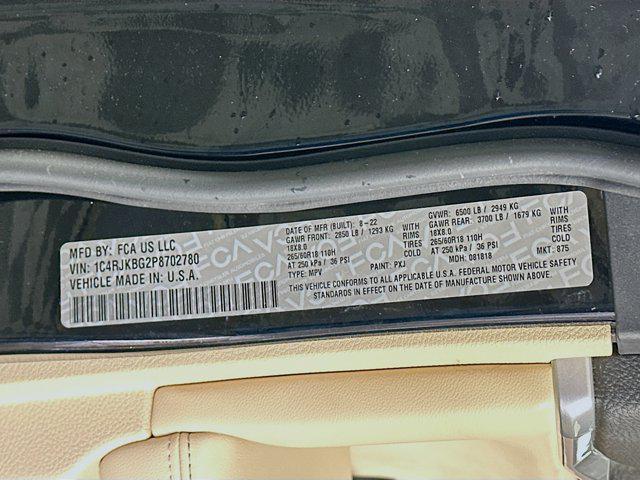 MFD BY: FCA US LLC
VIN: 1C4RJKBG2P8702780
VEHICLE MADE IN: U.S.A.
DATE OF MFR (BUILT): 8-22 GVWR: 6500 LB / 2949 KG
GAWR FRONT: 2850 LB / 1293 KG WITH GAWR REAR: 3700 LB / 1679 KG WITH
18X8.0 RIMS 18X8.0 RIMS
265/60R18 110H TIRES 265/60R18 110H TIRES
AT 250 kPa / 36 PSI COLD AT 250 kPa / 36 PSI COLD
TYPE: MPV PAINT: PXJ MDH: 081818 MKT: 875
THIS VEHICLE CONFORMS TO ALL APPLICABLE U.S.A. FEDERAL MOTOR VEHICLE
SAFETY STANDARDS IN EFFECT ON THE DATE OF MANUFACTURE SHOWN ABOVE.